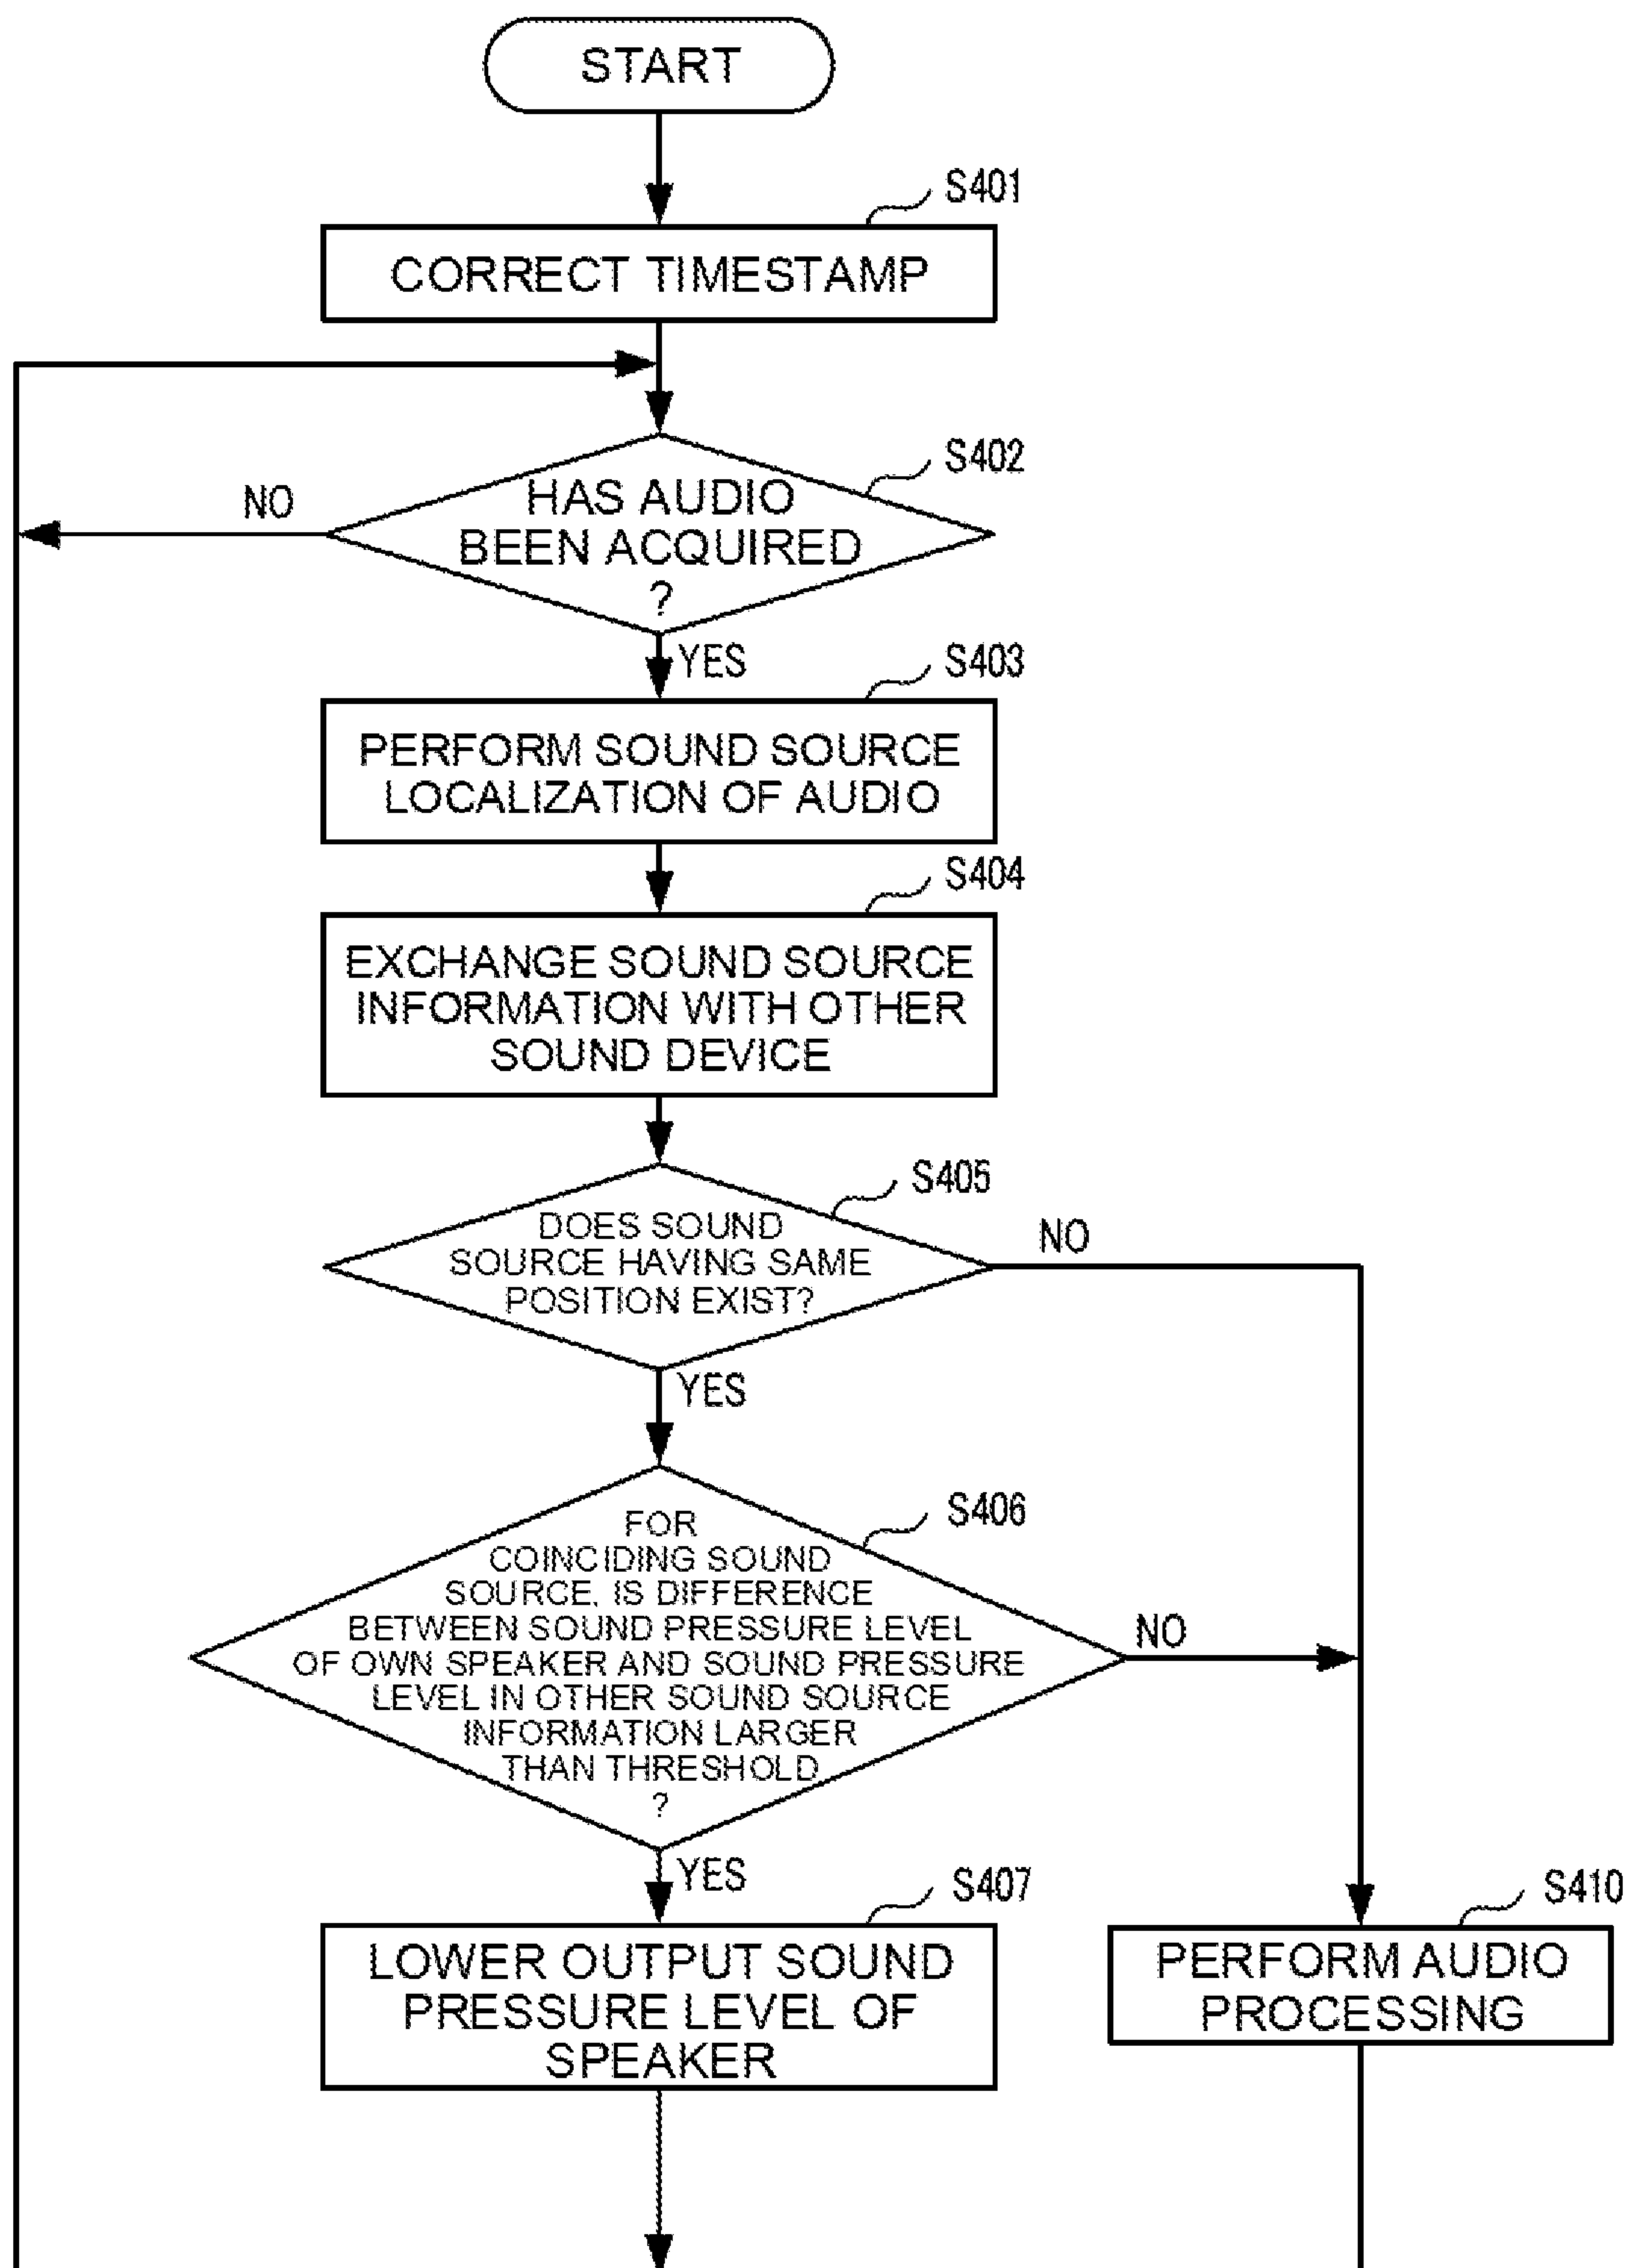 START
S401
CORRECT TIMESTAMP
S402
NO
HAS AUDIO
BEEN ACQUIRED
?
YES
S403
PERFORM SOUND SOURCE
LOCALIZATION OF AUDIO
S404
EXCHANGE SOUND SOURCE
INFORMATION WITH OTHER
SOUND DEVICE
S405
DOES SOUND
SOURCE HAVING SAME
POSITION EXIST?
NO
YES
S406
FOR
COINCIDING SOUND
SOURCE, IS DIFFERENCE
BETWEEN SOUND PRESSURE LEVEL
OF OWN SPEAKER AND SOUND PRESSURE
LEVEL IN OTHER SOUND SOURCE
INFORMATION LARGER
THAN THRESHOLD
?
NO
YES
S407
LOWER OUTPUT SOUND
PRESSURE LEVEL OF
SPEAKER
S410
PERFORM AUDIO
PROCESSING